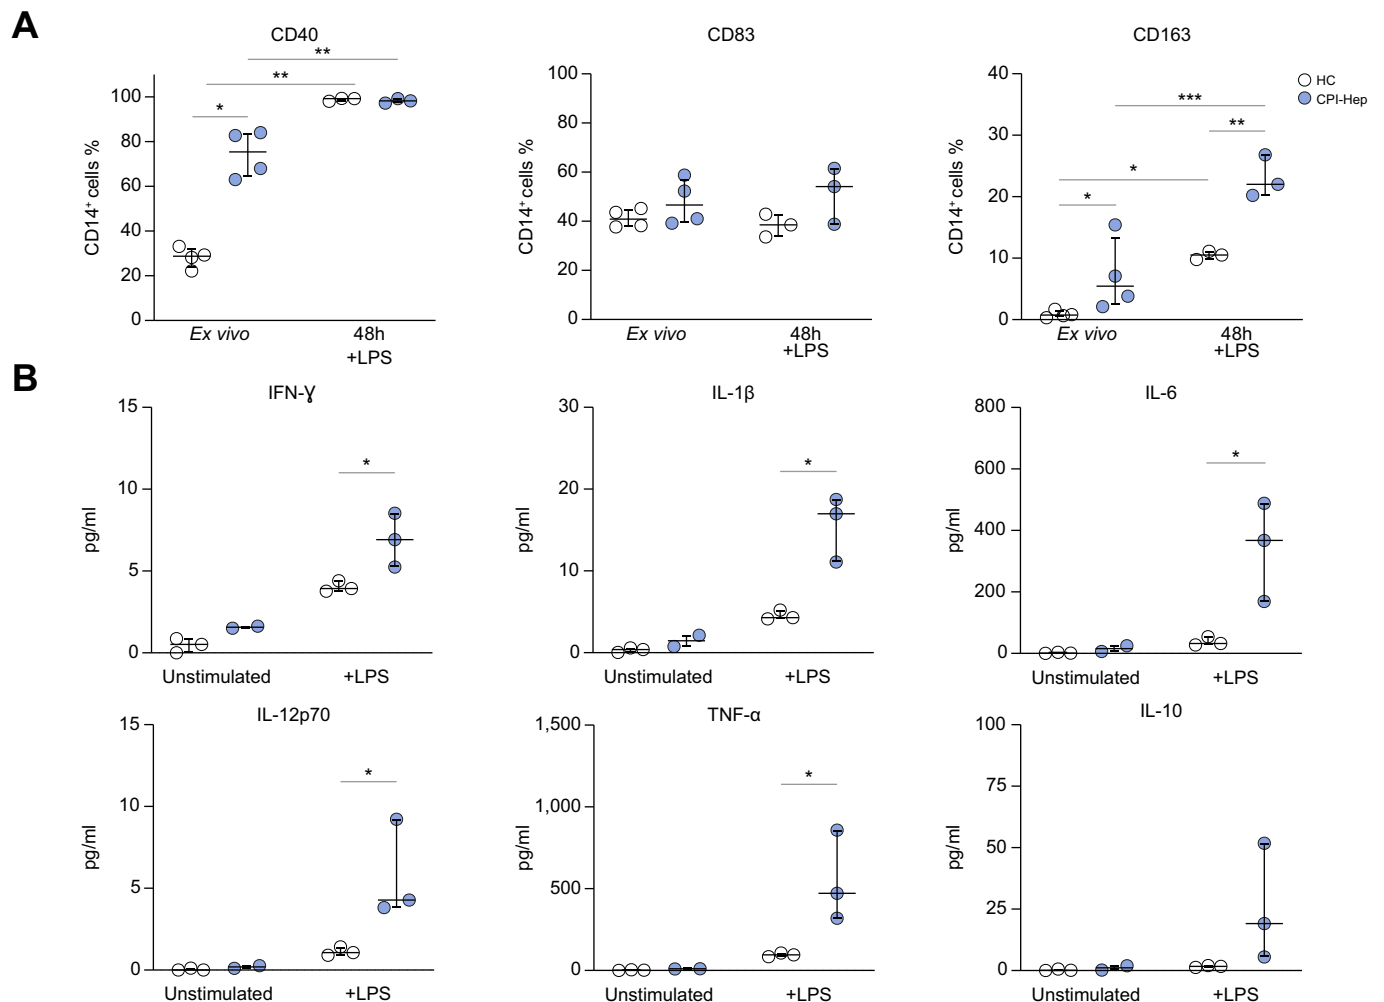 A
CD40
**
**
*
CD14⁺ cells %
100
80
60
40
20
0
Ex vivo
48h
+LPS
CD83
CD14⁺ cells %
100
80
60
40
20
0
Ex vivo
48h
+LPS
CD163
HC
CPI-Hep
***
**
*
*
CD14⁺ cells %
40
30
20
10
0
Ex vivo
48h
+LPS
B
IFN-Ɣ
*
pg/ml
15
10
5
0
Unstimulated
+LPS
IL-1β
*
pg/ml
30
20
10
0
Unstimulated
+LPS
IL-6
*
pg/ml
800
600
400
200
0
Unstimulated
+LPS
IL-12p70
*
pg/ml
15
10
5
0
Unstimulated
+LPS
TNF-α
*
pg/ml
1,500
1,000
500
0
Unstimulated
+LPS
IL-10
pg/ml
100
75
50
25
0
Unstimulated
+LPS